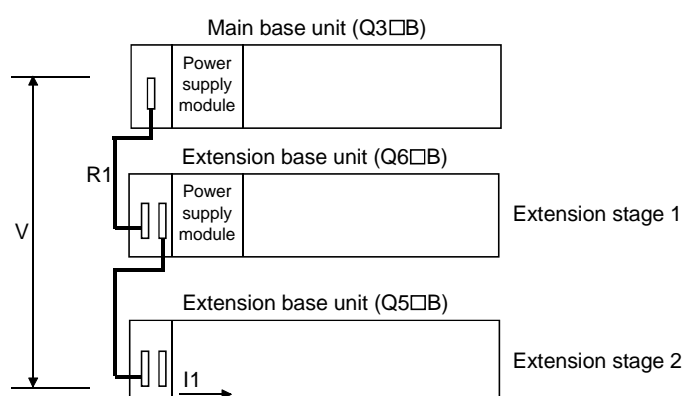 Main base unit (Q3□B)
Power
supply
module
R1
Extension base unit (Q6□B)
Power
supply
module
Extension stage 1
V
Extension base unit (Q5□B)
Extension stage 2
I1